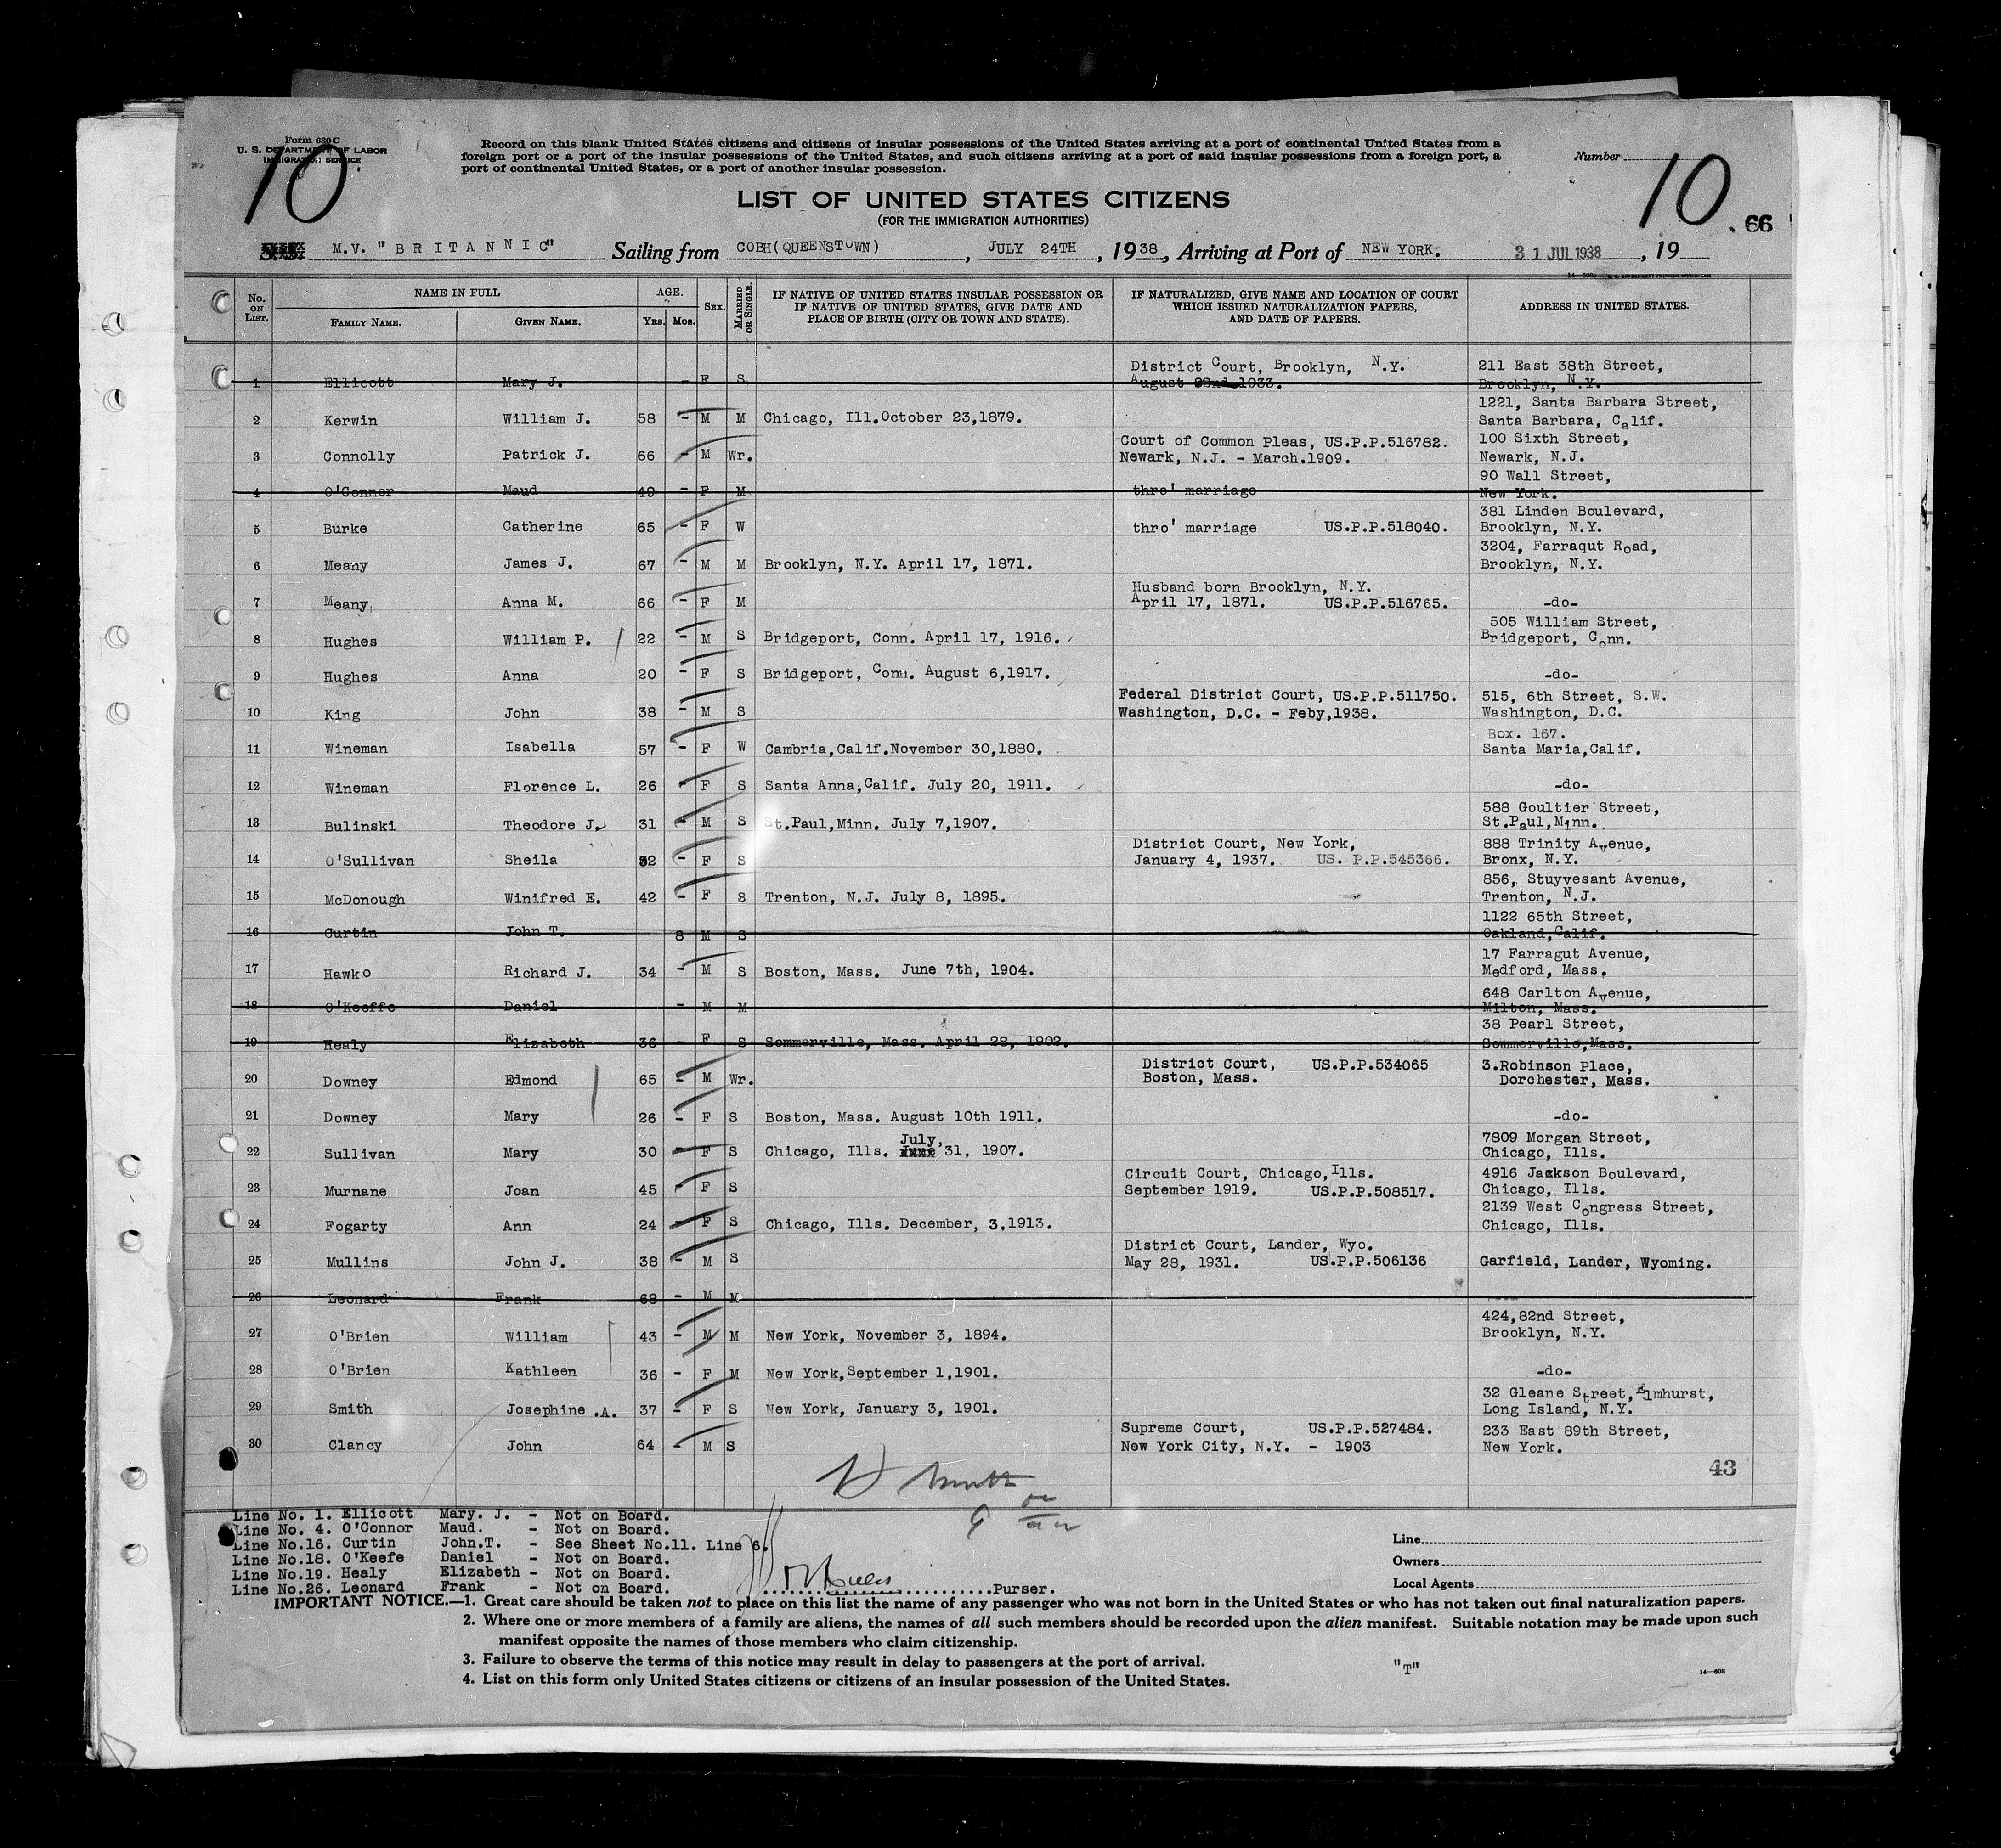 Form 630 C
U. S. DEPARTMENT OF LABOR
IMMIGRATION SERVICE
10
Record on this blank United States citizens and citizens of insular possessions of the United States arriving at a port of continental United States from a
foreign port or a port of the insular possessions of the United States, and such citizens arriving at a port of said insular possessions from a foreign port, a
port of continental United States, or a port of another insular possession.
Number
10
66
LIST OF UNITED STATES CITIZENS
(FOR THE IMMIGRATION AUTHORITIES)
M.V. "BRITANNIC" Sailing from COBH(QUEENSTOWN), JULY 24TH, 1938, Arriving at Port of NEW YORK. 31 JUL 1938, 19
No. ON LIST. NAME IN FULL FAMILY NAME. GIVEN NAME. AGE. YRS. MOS. SEX. MARRIED OR SINGLE. IF NATIVE OF UNITED STATES INSULAR POSSESSION OR IF NATIVE OF UNITED STATES, GIVE DATE AND PLACE OF BIRTH (CITY OR TOWN AND STATE). IF NATURALIZED, GIVE NAME AND LOCATION OF COURT WHICH ISSUED NATURALIZATION PAPERS, AND DATE OF PAPERS. ADDRESS IN UNITED STATES.
1 Ellicott Mary J. - F S District Court, Brooklyn, N.Y. August 22nd 1933. 211 East 38th Street, Brooklyn, N.Y.
2 Kerwin William J. 58 - M M Chicago, Ill.October 23,1879. 1221, Santa Barbara Street, Santa Barbara, Calif.
3 Connolly Patrick J. 66 - M Wr. Court of Common Pleas, US.P.P.516782. Newark, N.J. - March.1909. 100 Sixth Street, Newark, N.J.
4 O'Connor Maud 49 - F M thro' marriage 90 Wall Street, New York.
5 Burke Catherine 65 - F W thro' marriage US.P.P.518040. 381 Linden Boulevard, Brooklyn, N.Y.
6 Meany James J. 67 - M M Brooklyn, N.Y. April 17, 1871. 3204, Farraqut Road, Brooklyn, N.Y.
7 Meany Anna M. 66 - F M Husband born Brooklyn, N.Y. April 17, 1871. US.P.P.516765. -do-
8 Hughes William P. 22 - M S Bridgeport, Conn. April 17, 1916. 505 William Street, Bridgeport, Conn.
9 Hughes Anna 20 - F S Bridgeport, Conn. August 6,1917. -do-
10 King John 38 - M S Federal District Court, US.P.P.511750. Washington, D.C. - Feby,1938. 515, 6th Street, S.W. Washington, D.C.
11 Wineman Isabella 57 - F W Cambria,Calif.November 30,1880. Box. 167. Santa Maria,Calif.
12 Wineman Florence L. 26 - F S Santa Anna,Calif. July 20, 1911. -do-
13 Bulinski Theodore J. 31 - M S St.Paul,Minn. July 7,1907. 588 Goultier Street, St.Paul,Minn.
14 O'Sullivan Sheila 32 - F S District Court, New York, January 4, 1937. US. P.P.545366. 888 Trinity Avenue, Bronx, N.Y.
15 McDonough Winifred E. 42 - F S Trenton, N.J. July 8, 1895. 856, Stuyvesant Avenue, Trenton, N.J.
16 Curtin John T. 8 M S 1122 65th Street, Oakland,Calif.
17 Hawko Richard J. 34 - M S Boston, Mass. June 7th, 1904. 17 Farragut Avenue, Medford, Mass.
18 O'Keeffe Daniel - M M 648 Carlton Avenue, Milton, Mass.
19 Healy Elizabeth 36 - F S Sommerville, Mass. April 28, 1902. 38 Pearl Street, Sommerville,Mass.
20 Downey Edmond 65 - M Wr. District Court, US.P.P.534065 Boston, Mass. 3.Robinson Place, Dorchester, Mass.
21 Downey Mary 26 - F S Boston, Mass. August 10th 1911. -do-
22 Sullivan Mary 30 - F S Chicago, Ills. July, 31, 1907. 7809 Morgan Street, Chicago, Ills.
23 Murnane Joan 45 - F S Circuit Court, Chicago,Ills. September 1919. US.P.P.508517. 4916 Jackson Boulevard, Chicago, Ills.
24 Fogarty Ann 24 - F S Chicago, Ills. December, 3,1913. 2139 West Congress Street, Chicago, Ills.
25 Mullins John J. 38 - M S District Court, Lander, Wyo. May 28, 1931. US.P.P.506136 Garfield, Lander, Wyoming.
26 Leonard Frank 68 - M M
27 O'Brien William 43 - M M New York, November 3, 1894. 424,82nd Street, Brooklyn, N.Y.
28 O'Brien Kathleen 36 - F M New York,September 1,1901. -do-
29 Smith Josephine .A. 37 - F S New York, January 3, 1901. 32 Gleane Street, Elmhurst, Long Island, N.Y.
30 Clancy John 64 - M S Supreme Court, US.P.P.527484. New York City, N.Y. - 1903 233 East 89th Street, New York.
43
Line No. 1. Ellicott Mary. J. - Not on Board.
Line No. 4. O'Connor Maud. - Not on Board.
Line No.16. Curtin John.T. - See Sheet No.11. Line 6.
Line No.18. O'Keefe Daniel - Not on Board.
Line No.19. Healy Elizabeth - Not on Board.
Line No.26. Leonard Frank - Not on Board.
Purser.
Line
Owners
Local Agents
IMPORTANT NOTICE.—1. Great care should be taken not to place on this list the name of any passenger who was not born in the United States or who has not taken out final naturalization papers.
2. Where one or more members of a family are aliens, the names of all such members should be recorded upon the alien manifest. Suitable notation may be made upon such
manifest opposite the names of those members who claim citizenship.
3. Failure to observe the terms of this notice may result in delay to passengers at the port of arrival.
4. List on this form only United States citizens or citizens of an insular possession of the United States.
"T"
14—608